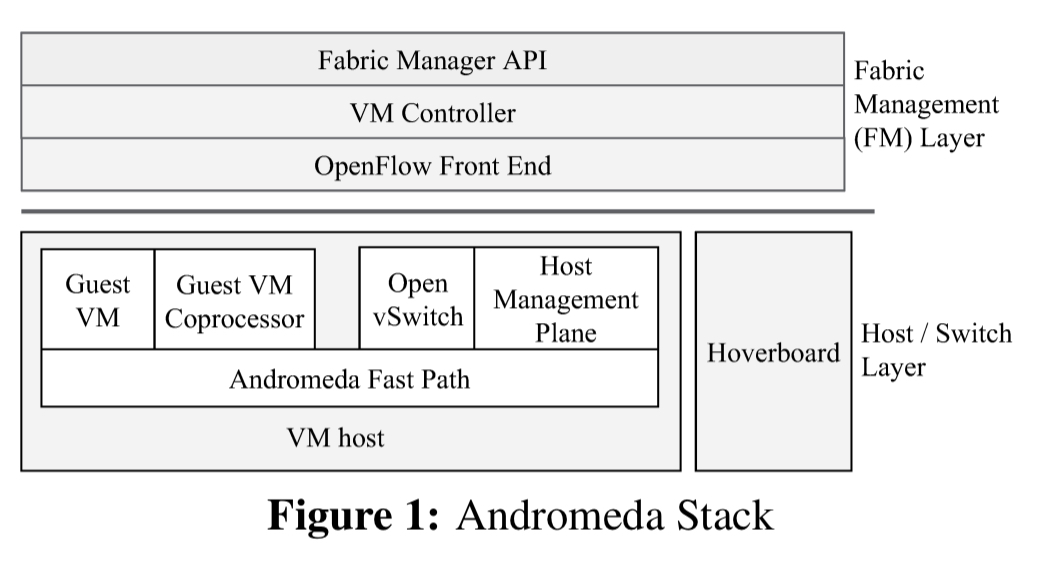 Fabric Manager API
VM Controller
OpenFlow Front End
Fabric
Management
(FM) Layer
Guest
VM
Guest VM
Coprocessor
Open
vSwitch
Host
Management
Plane
Andromeda Fast Path
VM host
Hoverboard
Host / Switch
Layer
Figure 1: Andromeda Stack